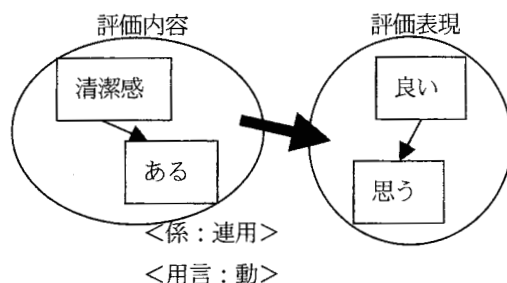 評価内容
評価表現
清潔感
ある
良い
思う
<係:連用>
<用言:動>